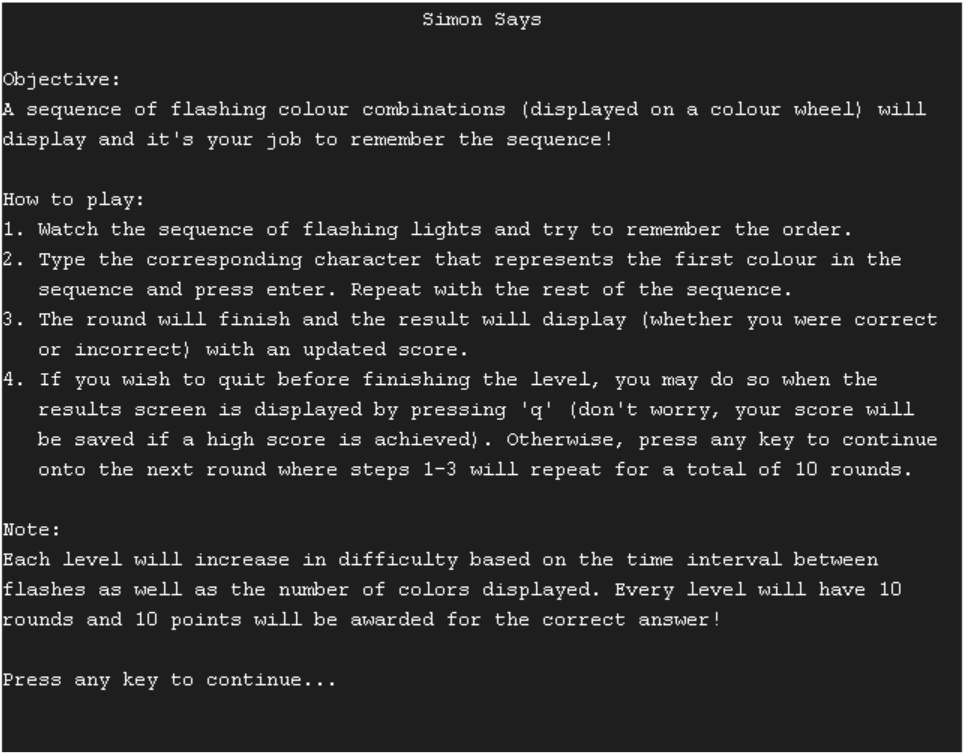 Simon Says
Objective:
A sequence of flashing colour combinations (displayed on a colour wheel) will
display and it's your job to remember the sequence!
How to play:
1. Watch the sequence of flashing lights and try to remember the order.
2. Type the corresponding character that represents the first colour in the
sequence and press enter. Repeat with the rest of the sequence.
3. The round will finish and the result will display (whether you were correct
or incorrect) with an updated score.
4. If you wish to quit before finishing the level, you may do so when the
results screen is displayed by pressing 'q' (don't worry, your score will
be saved if a high score is achieved). Otherwise, press any key to continue
onto the next round where steps 1-3 will repeat for a total of 10 rounds.
Note:
Each level will increase in difficulty based on the time interval between
flashes as well as the number of colors displayed. Every level will have 10
rounds and 10 points will be awarded for the correct answer!
Press any key to continue...